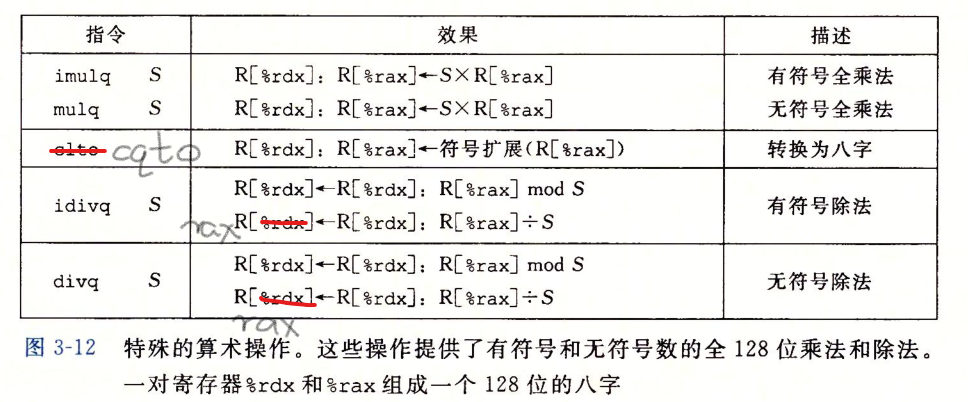 指令 效果 描述
imulq S R[%rdx]：R[%rax]←S×R[%rax] 有符号全乘法
mulq S R[%rdx]：R[%rax]←S×R[%rax] 无符号全乘法
clto cqto R[%rdx]：R[%rax]←符号扩展(R[%rax]) 转换为八字
R[%rdx]←R[%rdx]：R[%rax] mod S
idivq S 有符号除法
R[%rdx]←R[%rdx]：R[%rax]÷S
rax
R[%rdx]←R[%rdx]：R[%rax] mod S
divq S 无符号除法
R[%rdx]←R[%rdx]：R[%rax]÷S
rax
图 3-12 特殊的算术操作。这些操作提供了有符号和无符号数的全 128 位乘法和除法。
一对寄存器%rdx 和%rax 组成一个 128 位的八字